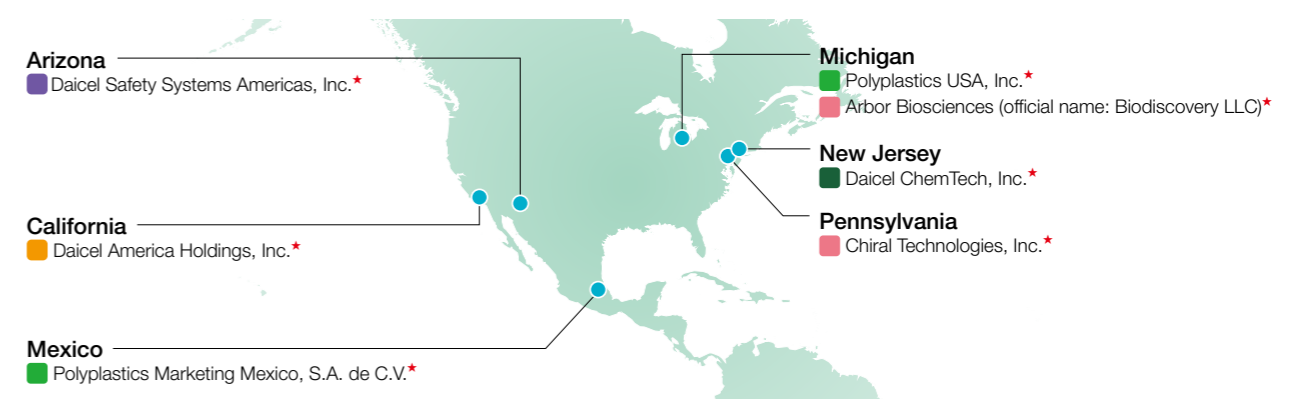 Arizona
Daicel Safety Systems Americas, Inc.★
California
Daicel America Holdings, Inc.★
Mexico
Polyplastics Marketing Mexico, S.A. de C.V.★
Michigan
Polyplastics USA, Inc.★
Arbor Biosciences (official name: Biodiscovery LLC)★
New Jersey
Daicel ChemTech, Inc.★
Pennsylvania
Chiral Technologies, Inc.★